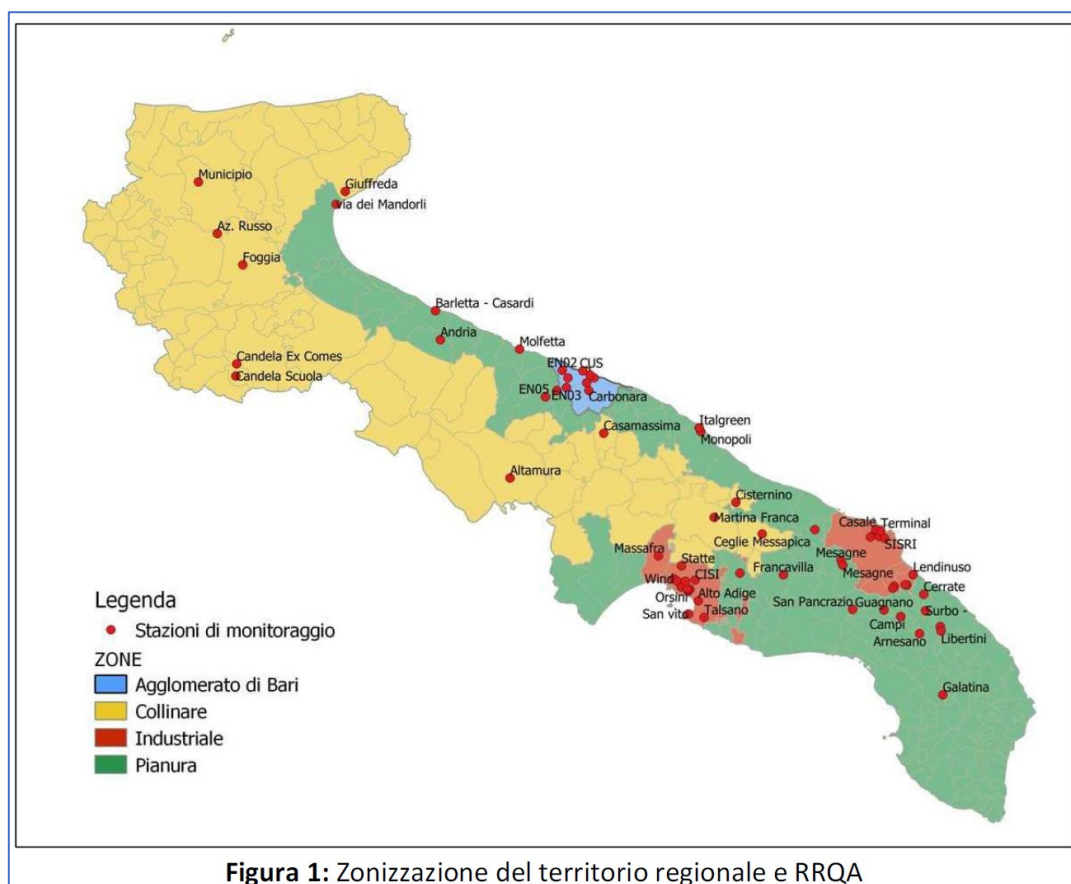 Municipio
Giuffreda
via dei Mandorli
Az. Russo
Foggia
Barletta - Casardi
Andria
Molfetta
Candela Ex Comes
Candela Scuola
EN02 CUS
EN05
EN03
Carbonara
Casamassima
Italgreen
Monopoli
Altamura
Cisternino
Martina Franca
Casale Terminal
Ceglie Messapica
SISRI
Massafra
Statte
Mesagne
Francavilla
Mesagne
Lendinuso
Wind
CISI
Cerrate
Orsini
Alto Adige
San Pancrazio
Guagnano
Surbo -
San vito
Talsano
Campi
Arnesano
Libertini
Galatina
Legenda
Stazioni di monitoraggio
ZONE
Agglomerato di Bari
Collinare
Industriale
Pianura
Figura 1: Zonizzazione del territorio regionale e RRQA